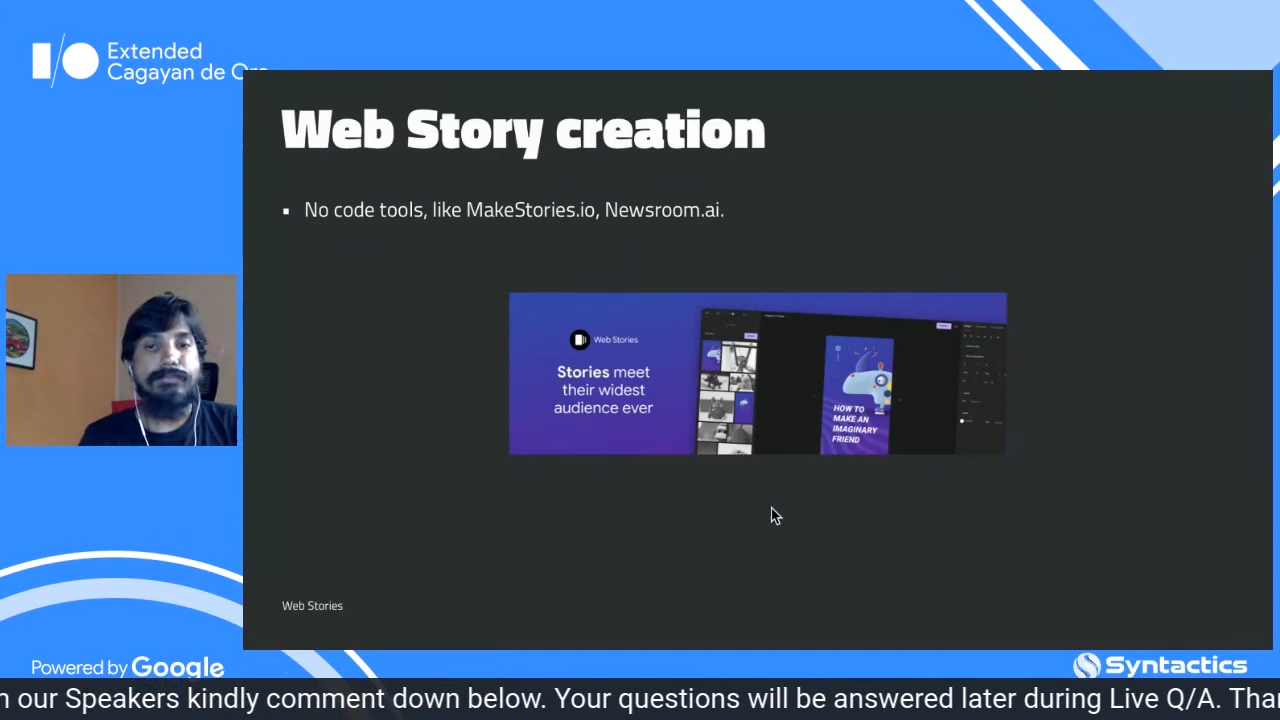 Extended
Cagayan de Oro
Web Story creation
▪ No code tools, like MakeStories.io, Newsroom.ai.
Web Stories
Stories meet
their widest
audience ever
HOW TO
MAKE AN
IMAGINARY
FRIEND
Web Stories
Powered by Google
Syntactics
our Speakers kindly comment down below. Your questions will be answered later during Live Q/A.